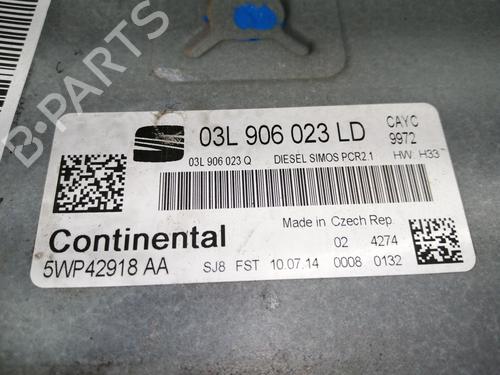 03L 906 023 LD
CAYC
9972
03L 906 023 Q DIESEL SIMOS PCR2.1 HW: H33
Continental
Made in Czech Rep.
02 4274
5WP42918 AA SJ8 FST 10.07.14 0008 0132
B-PARTS